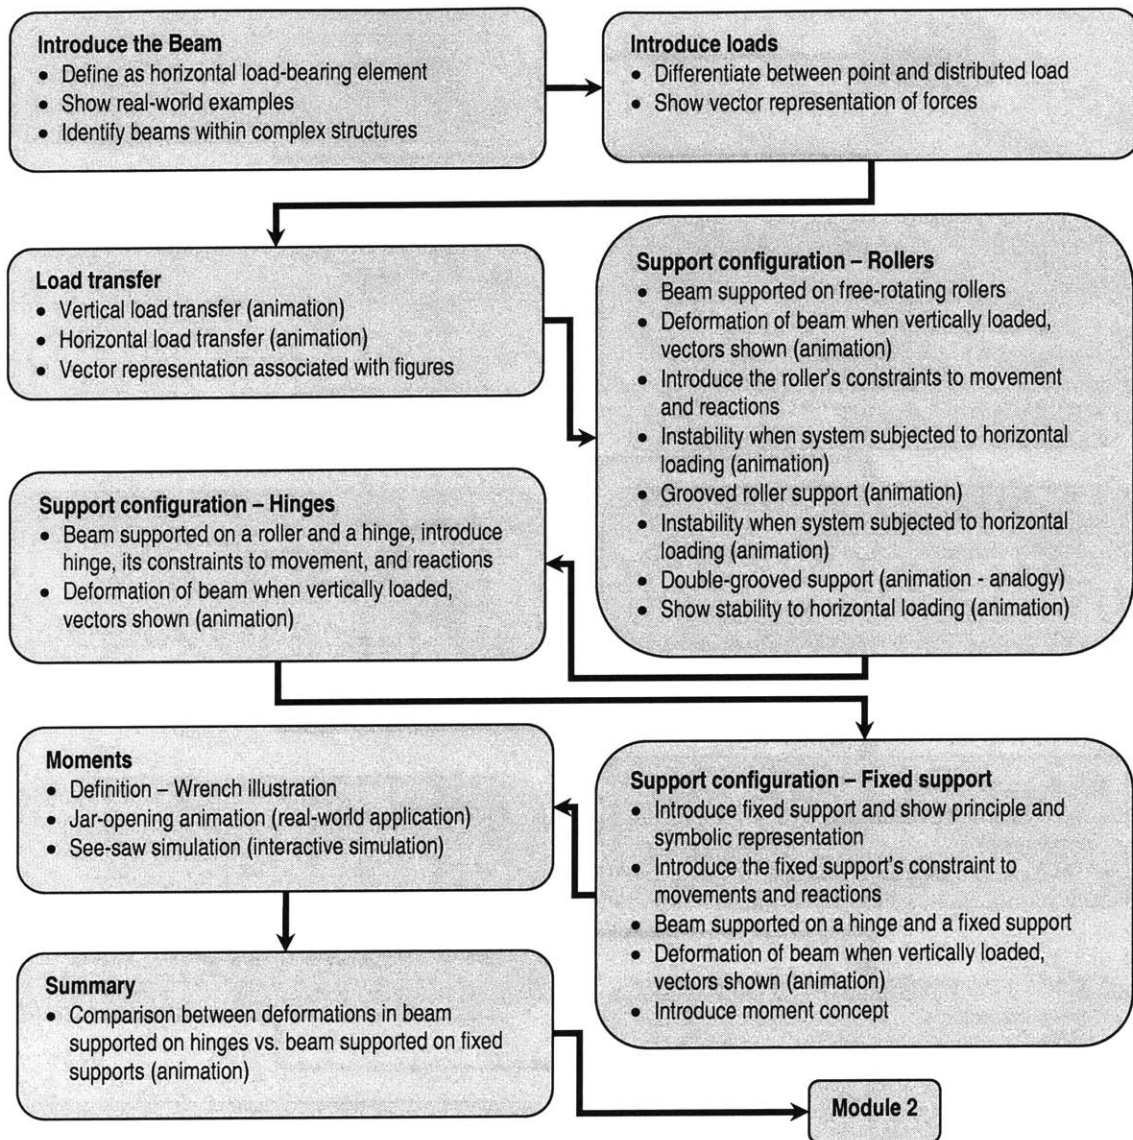 Introduce the Beam
• Define as horizontal load-bearing element
• Show real-world examples
• Identify beams within complex structures
Introduce loads
• Differentiate between point and distributed load
• Show vector representation of forces
Load transfer
• Vertical load transfer (animation)
• Horizontal load transfer (animation)
• Vector representation associated with figures
Support configuration – Rollers
• Beam supported on free-rotating rollers
• Deformation of beam when vertically loaded,
vectors shown (animation)
• Introduce the roller's constraints to movement
and reactions
• Instability when system subjected to horizontal
loading (animation)
• Grooved roller support (animation)
• Instability when system subjected to horizontal
loading (animation)
• Double-grooved support (animation - analogy)
• Show stability to horizontal loading (animation)
Support configuration – Hinges
• Beam supported on a roller and a hinge, introduce
hinge, its constraints to movement, and reactions
• Deformation of beam when vertically loaded,
vectors shown (animation)
Support configuration – Fixed support
• Introduce fixed support and show principle and
symbolic representation
• Introduce the fixed support's constraint to
movements and reactions
• Beam supported on a hinge and a fixed support
• Deformation of beam when vertically loaded,
vectors shown (animation)
• Introduce moment concept
Moments
• Definition – Wrench illustration
• Jar-opening animation (real-world application)
• See-saw simulation (interactive simulation)
Summary
• Comparison between deformations in beam
supported on hinges vs. beam supported on fixed
supports (animation)
Module 2